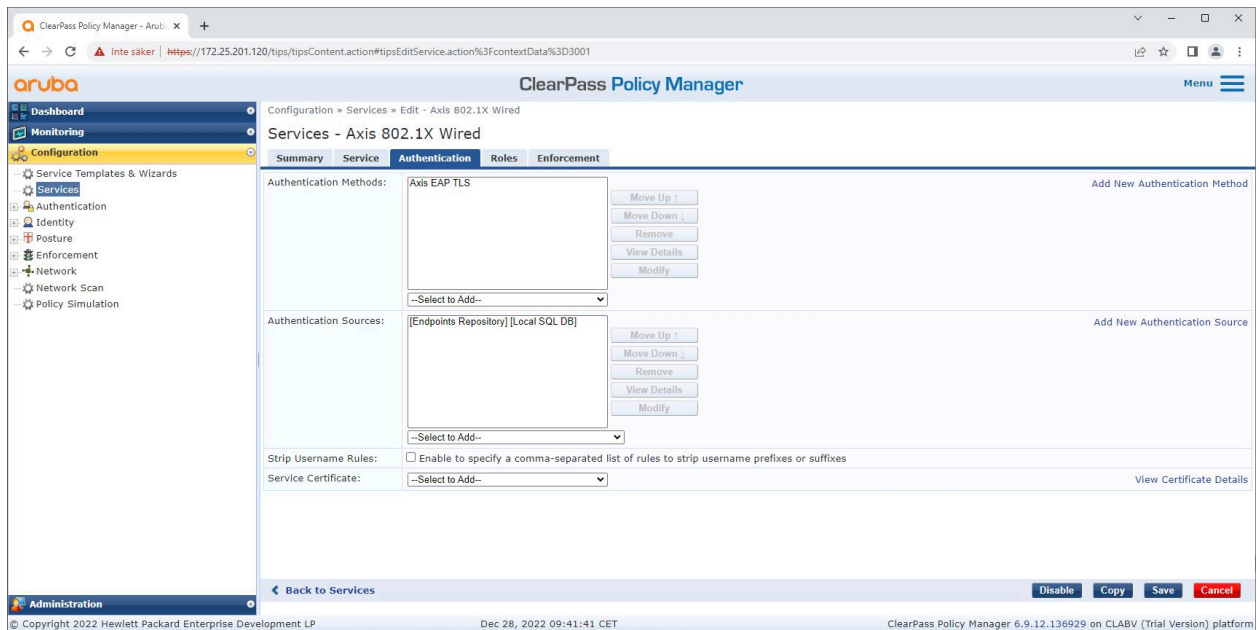 ClearPass Policy Manager - Aruba
Inte säker | https://172.25.201.120/tips/tipsContent.action#tipsEditService.action%3FcontextData%3D3001
aruba
ClearPass Policy Manager
Menu
Dashboard
Monitoring
Configuration
Service Templates & Wizards
Services
Authentication
Identity
Posture
Enforcement
Network
Network Scan
Policy Simulation
Administration
Configuration » Services » Edit - Axis 802.1X Wired
Services - Axis 802.1X Wired
Summary Service Authentication Roles Enforcement
Authentication Methods:
Axis EAP TLS
Move Up ↑
Move Down ↓
Remove
View Details
Modify
--Select to Add--
Add New Authentication Method
Authentication Sources:
[Endpoints Repository] [Local SQL DB]
Move Up ↑
Move Down ↓
Remove
View Details
Modify
--Select to Add--
Add New Authentication Source
Strip Username Rules:
Enable to specify a comma-separated list of rules to strip username prefixes or suffixes
Service Certificate:
--Select to Add--
View Certificate Details
Back to Services
Disable Copy Save Cancel
© Copyright 2022 Hewlett Packard Enterprise Development LP
Dec 28, 2022 09:41:41 CET
ClearPass Policy Manager 6.9.12.136929 on CLABV (Trial Version) platform